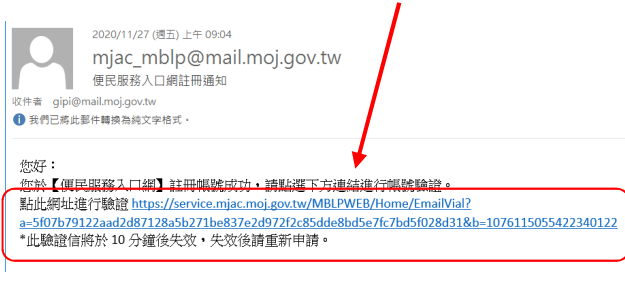 2020/11/27 (週五) 上午 09:04
mjac_mblp@mail.moj.gov.tw
便民服務入口網註冊通知
收件者 gipi@mail.moj.gov.tw
我們已將此郵件轉換為純文字格式。
您好：
您於【便民服務入口網】註冊帳號成功，請點選下方連結進行帳號驗證。
點此網址進行驗證 https://service.mjac.moj.gov.tw/MBLPWEB/Home/EmailVial?
a=5f07b79122aad2d87128a5b271be837e2d972f2c85dde8bd5e7fc7bd5f028d31&b=1076115055422340122
*此驗證信將於 10 分鐘後失效，失效後請重新申請。